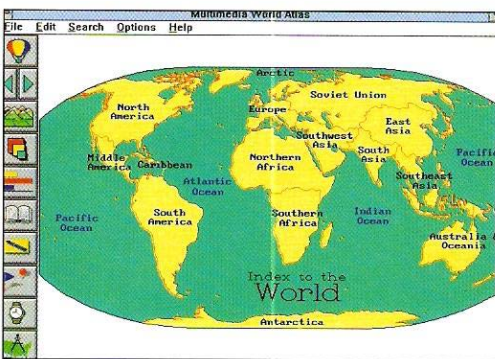 Multimedia World Atlas
File Edit Search Options Help
Arctic
North
America
Europe
Soviet Union
East
Asia
Southwest
Asia
Middle
America
Caribbean
Northern
Africa
South
Asia
Southeast
Asia
Pacific
Ocean
Atlantic
Ocean
Pacific
Ocean
South
America
Southern
Africa
Indian
Ocean
Australia &
Oceania
Index to the
World
Antarctica